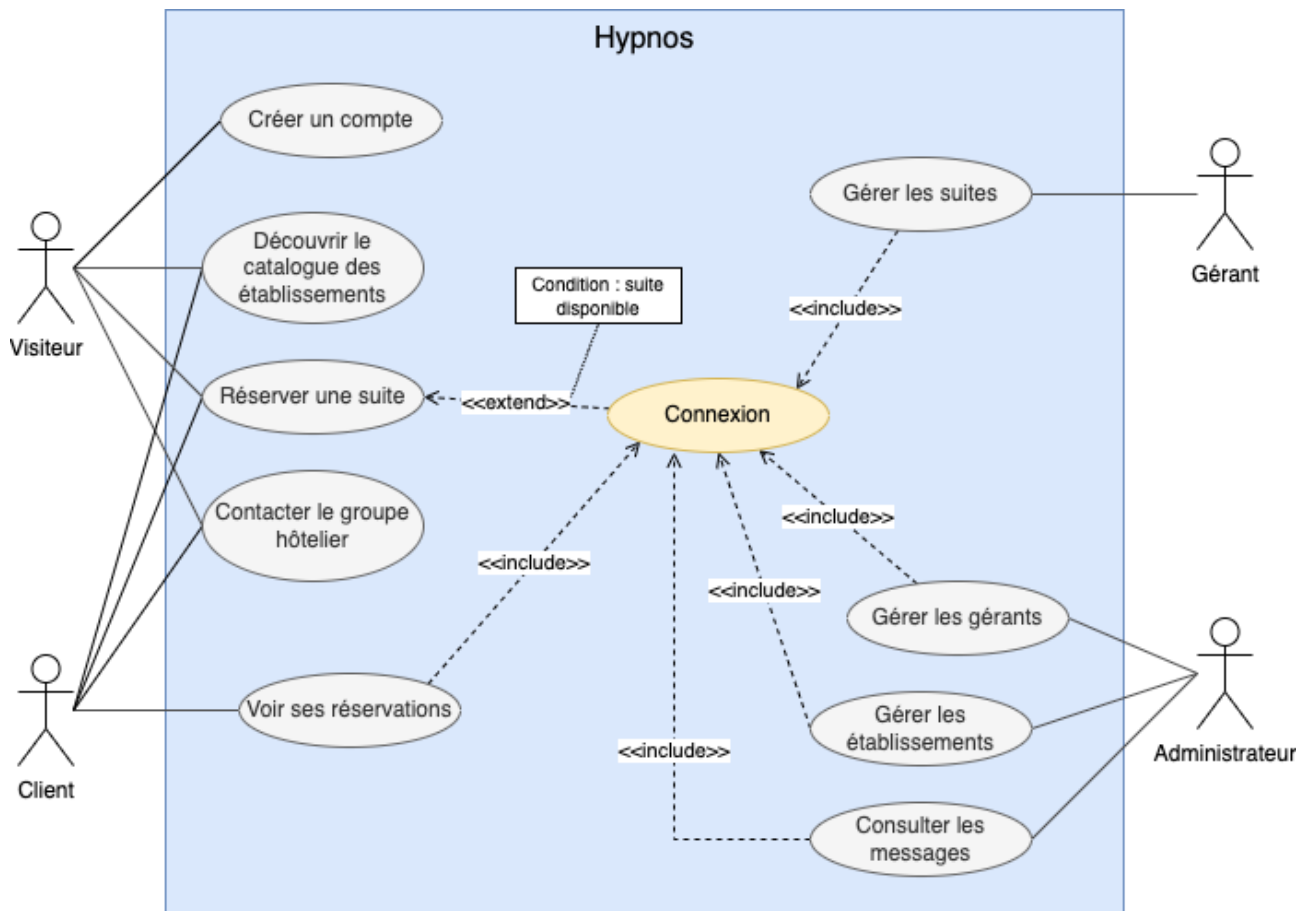 Hypnos
Créer un compte
Gérer les suites
Gérant
Découvrir le
catalogue des
établissements
Condition : suite
disponible
<<include>>
Visiteur
Réserver une suite
<<extend>>
Connexion
Contacter le groupe
hôtelier
<<include>>
<<include>>
<<include>>
Gérer les gérants
Voir ses réservations
Gérer les
établissements
<<include>>
Client
Administrateur
Consulter les
messages